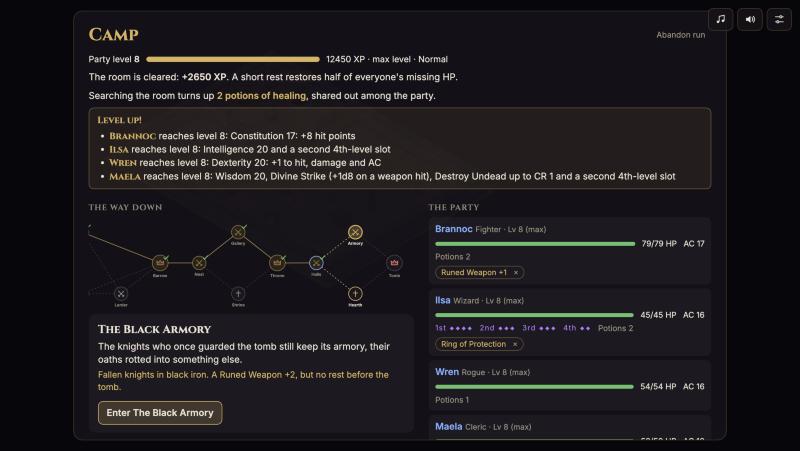 CAMP
Abandon run
Party level 8 12450 XP · max level · Normal
The room is cleared: +2650 XP. A short rest restores half of everyone's missing HP.
Searching the room turns up 2 potions of healing, shared out among the party.
LEVEL UP!
• BRANNOC reaches level 8: Constitution 17: +8 hit points
• ILSA reaches level 8: Intelligence 20 and a second 4th-level slot
• WREN reaches level 8: Dexterity 20: +1 to hit, damage and AC
• MAELA reaches level 8: Wisdom 20, Divine Strike (+1d8 on a weapon hit), Destroy Undead up to CR 1 and a second 4th-level slot
THE WAY DOWN
Gallery
Armory
Barrow
Nest
Throne
Halls
Tomb
Larder
Shrine
Hearth
THE BLACK ARMORY
The knights who once guarded the tomb still keep its armory, their
oaths rotted into something else.
Fallen knights in black iron. A Runed Weapon +2, but no rest before the
tomb.
Enter The Black Armory
THE PARTY
Brannoc Fighter · Lv 8 (max)
79/79 HP AC 17
Potions 2
Runed Weapon +1 ×
Ilsa Wizard · Lv 8 (max)
45/45 HP AC 16
1st 2nd 3rd 4th Potions 2
Ring of Protection ×
Wren Rogue · Lv 8 (max)
54/54 HP AC 16
Potions 1
Maela Cleric · Lv 8 (max)